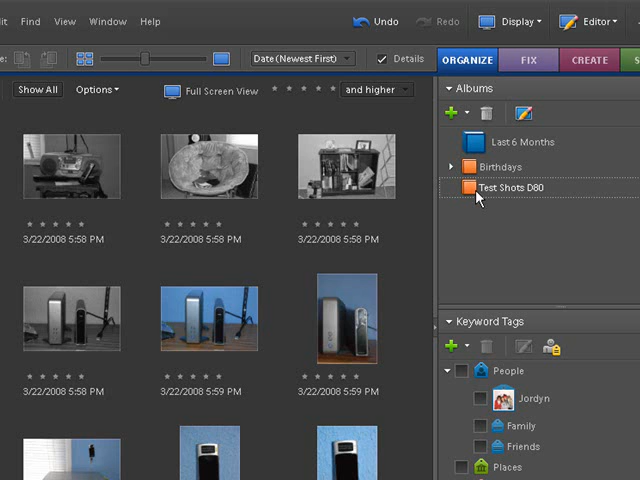 it Find View Window Help Undo Redo Display Editor
e: Date (Newest First) Details ORGANIZE FIX CREATE S
Show All Options Full Screen View and higher
Albums
Last 6 Months
Birthdays
Test Shots D80
3/22/2008 5:58 PM 3/22/2008 5:58 PM 3/22/2008 5:58 PM
Keyword Tags
People
Jordyn
Family
Friends
Places
3/22/2008 5:58 PM 3/22/2008 5:59 PM 3/22/2008 5:59 PM